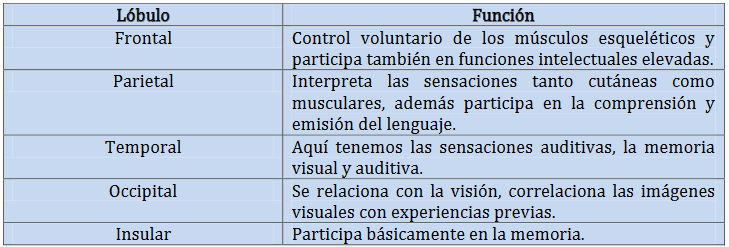 Lóbulo Función
Frontal Control voluntario de los músculos esqueléticos y
participa también en funciones intelectuales elevadas.
Parietal Interpreta las sensaciones tanto cutáneas como
musculares, además participa en la comprensión y
emisión del lenguaje.
Temporal Aquí tenemos las sensaciones auditivas, la memoria
visual y auditiva.
Occipital Se relaciona con la visión, correlaciona las imágenes
visuales con experiencias previas.
Insular Participa básicamente en la memoria.